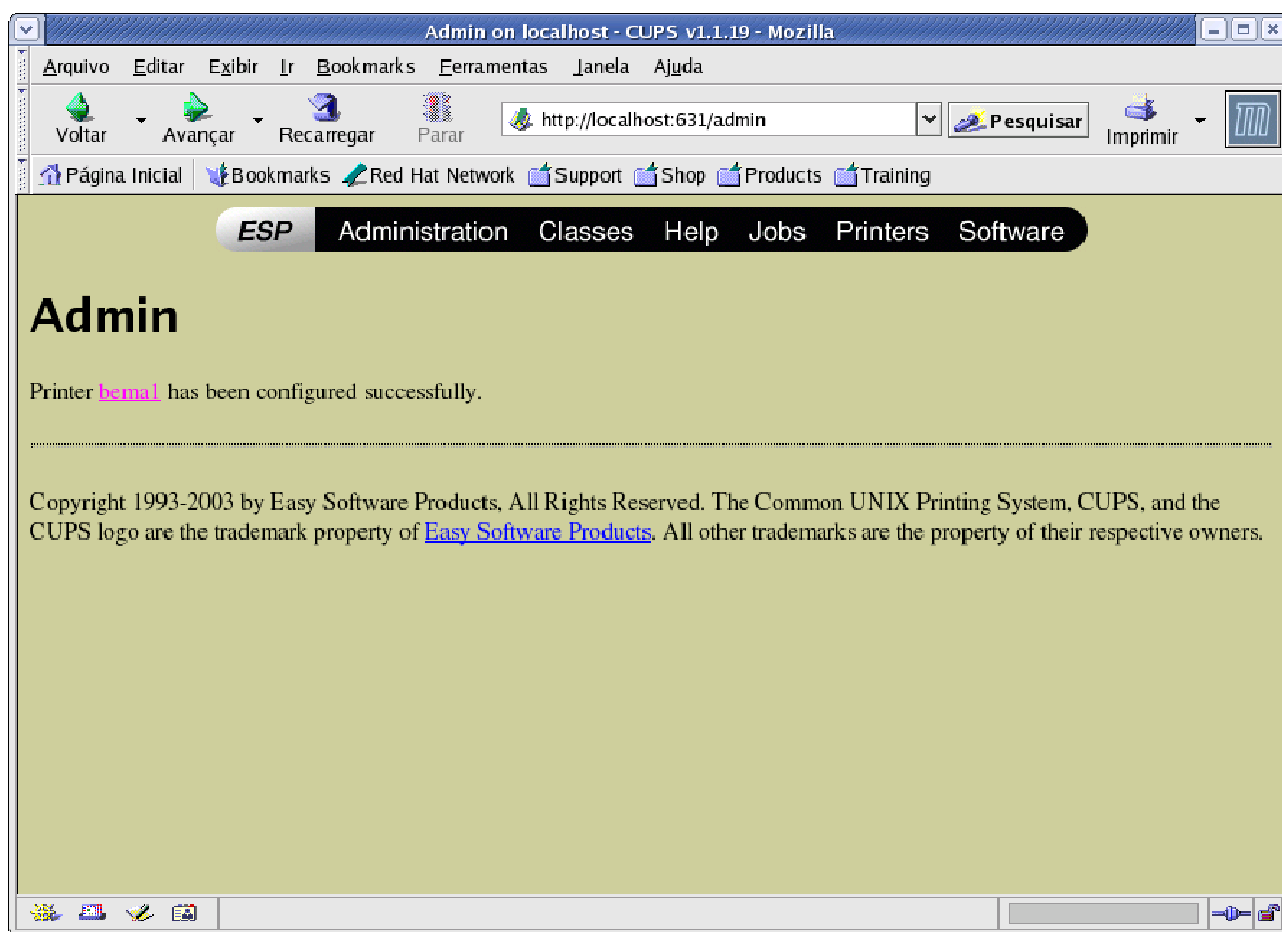 Admin on localhost - CUPS v1.1.19 - Mozilla
Arquivo Editar Exibir Ir Bookmarks Ferramentas Janela Ajuda
Voltar Avançar Recarregar Parar http://localhost:631/admin Pesquisar Imprimir
Página Inicial Bookmarks Red Hat Network Support Shop Products Training
ESP Administration Classes Help Jobs Printers Software
Admin
Printer bema1 has been configured successfully.
Copyright 1993-2003 by Easy Software Products, All Rights Reserved. The Common UNIX Printing System, CUPS, and the
CUPS logo are the trademark property of Easy Software Products. All other trademarks are the property of their respective owners.